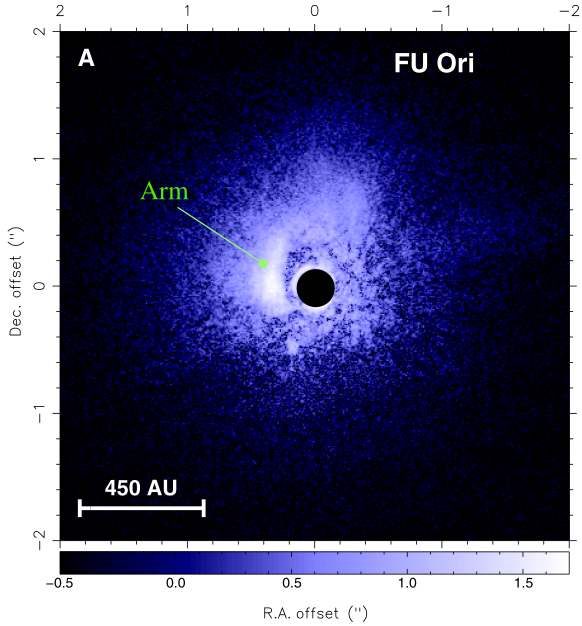 2 1 0 −1 −2
A
FU Ori
2
1
0
−1
−2
Arm
Dec. offset (")
450 AU
−0.5 0.0 0.5 1.0 1.5
R.A. offset (")